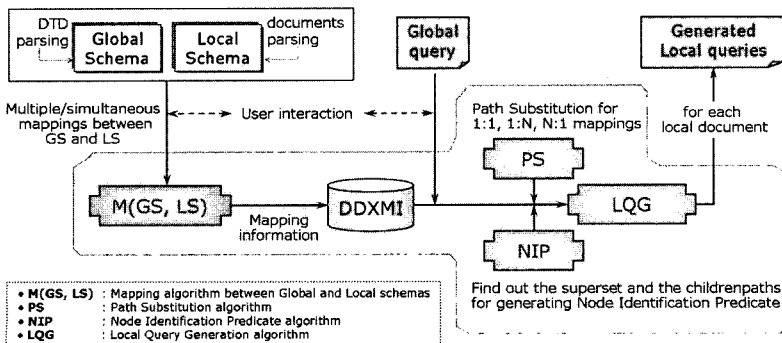 DTD parsing
Global Schema
Local Schema
documents parsing
Global query
Generated Local queries
Multiple/simultaneous
mappings between
GS and LS
User interaction
Path Substitution for
1:1, 1:N, N:1 mappings
for each
local document
PS
M(GS, LS)
Mapping
information
DDXMI
LQG
NIP
Find out the superset and the childrenpaths
for generating Node Identification Predicate
• M(GS, LS) : Mapping algorithm between Global and Local schemas
• PS : Path Substitution algorithm
• NIP : Node Identification Predicate algorithm
• LQG : Local Query Generation algorithm